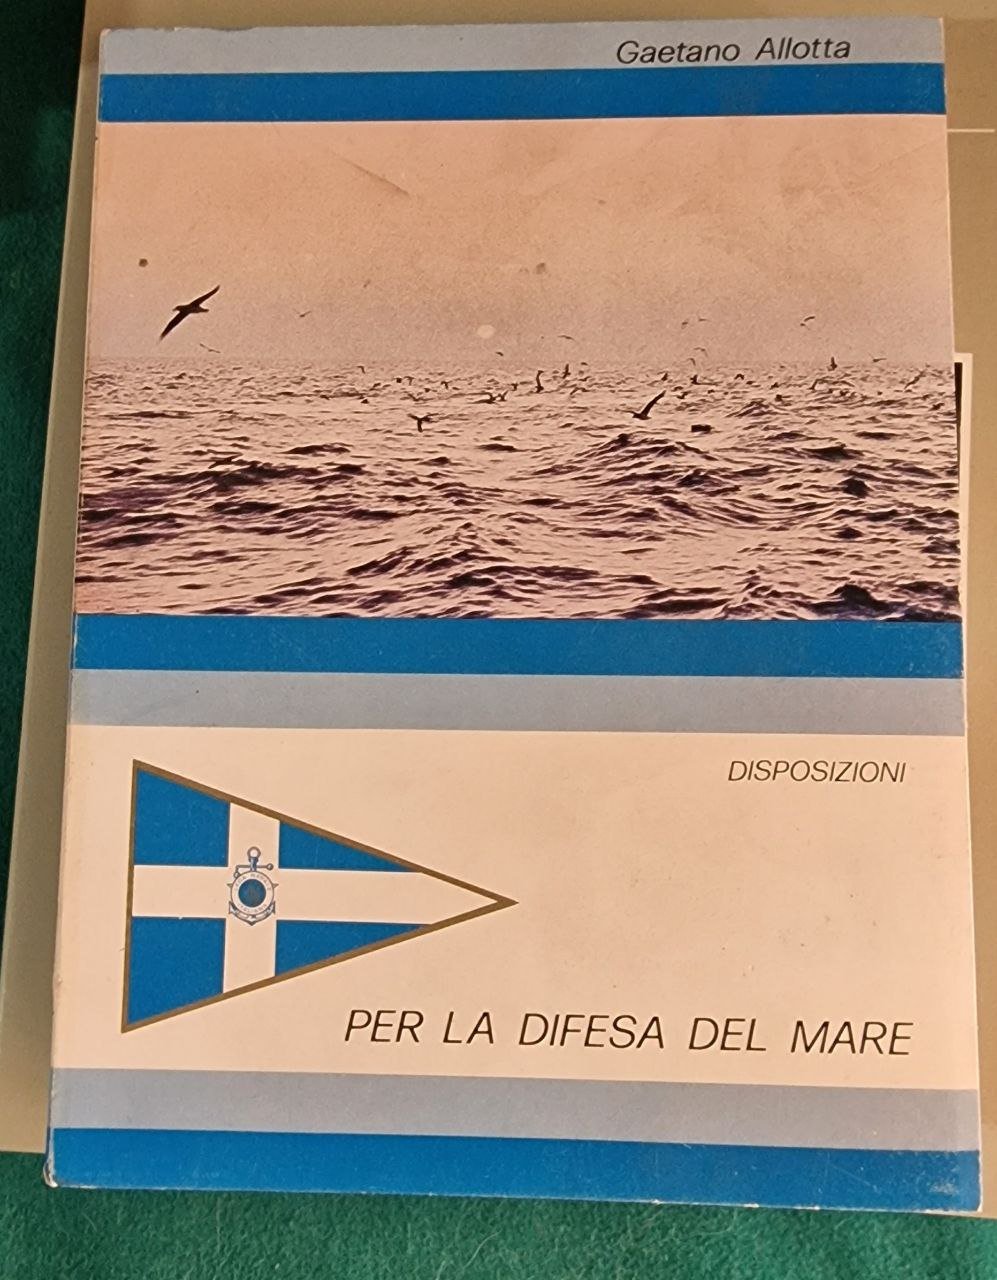 Gaetano Allotta
DISPOSIZIONI
PER LA DIFESA DEL MARE